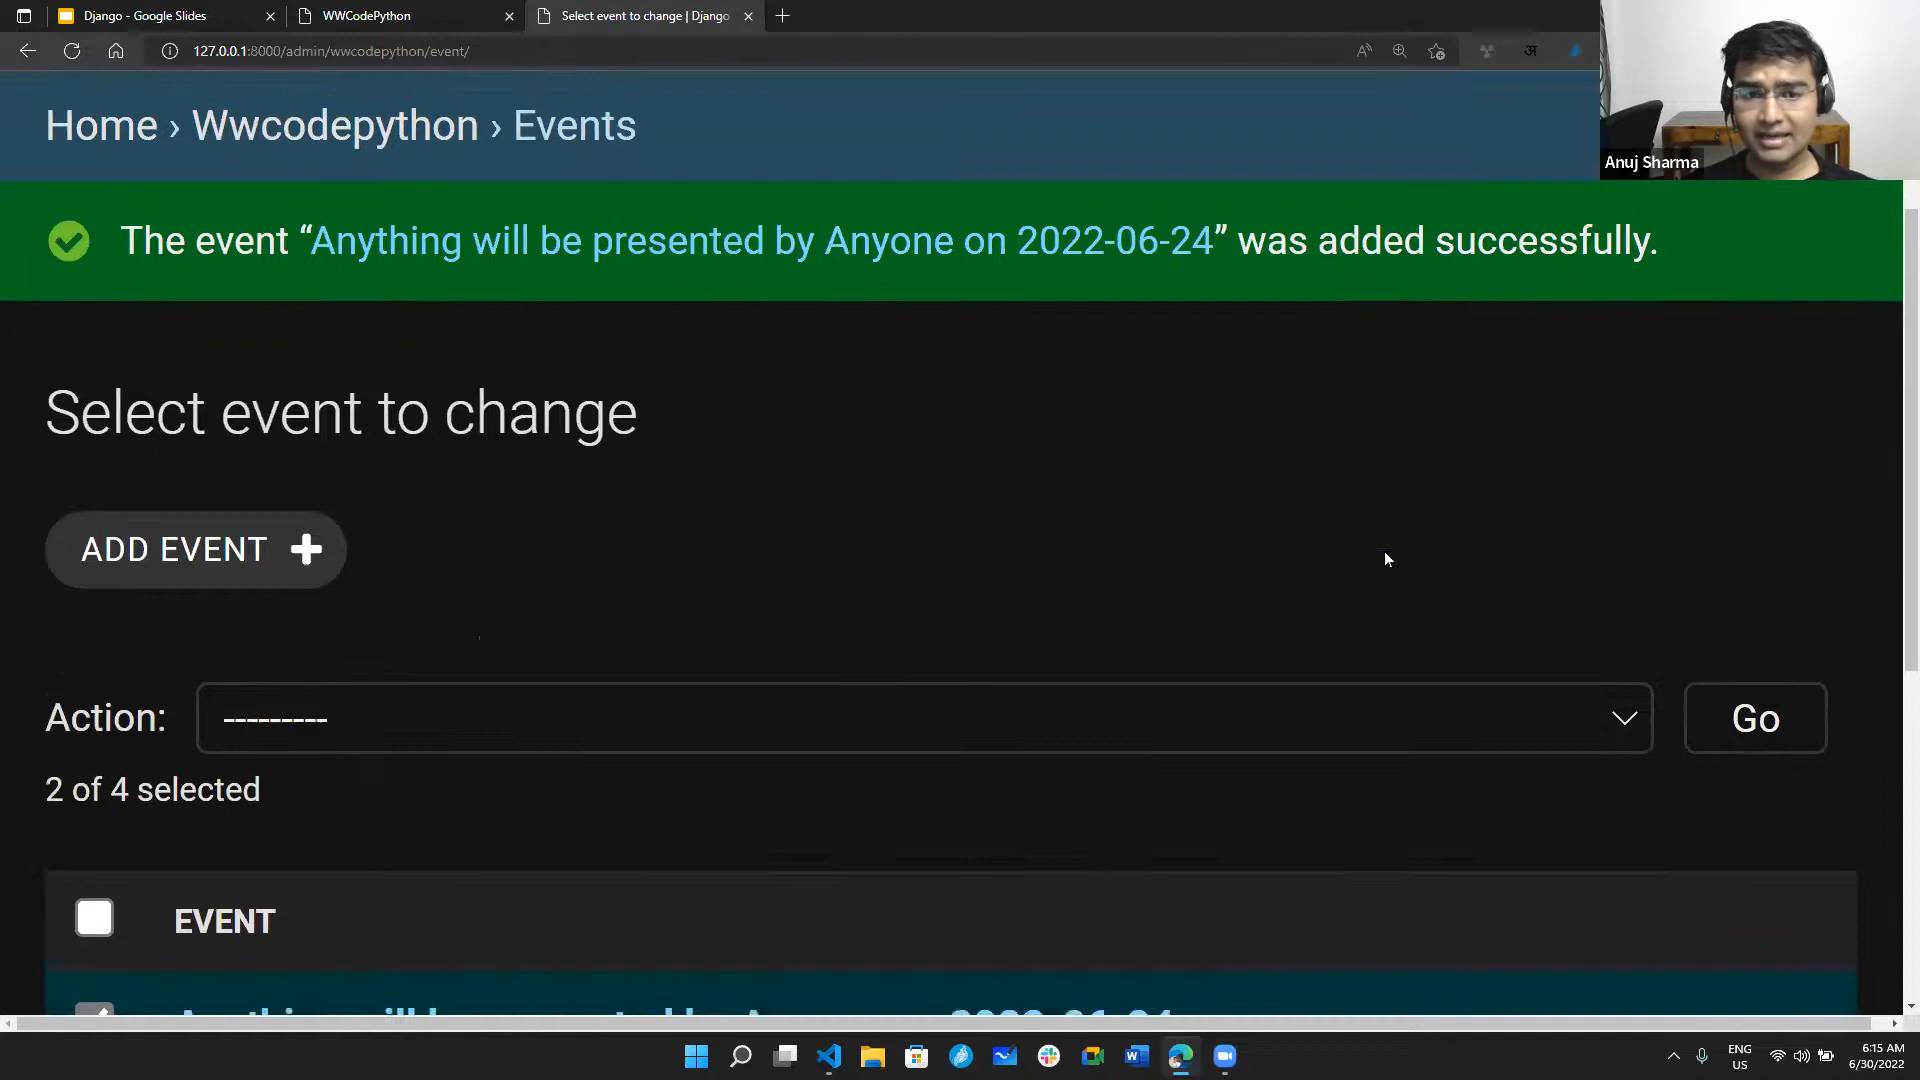 Django - Google Slides
WWCodePython
Select event to change | Django
127.0.0.1:8000/admin/wwcodepython/event/
अ
Home › Wwcodepython › Events
Anuj Sharma
The event “Anything will be presented by Anyone on 2022-06-24” was added successfully.
Select event to change
ADD EVENT
Action:
---------
Go
2 of 4 selected
EVENT
ENG
US
6:15 AM
6/30/2022